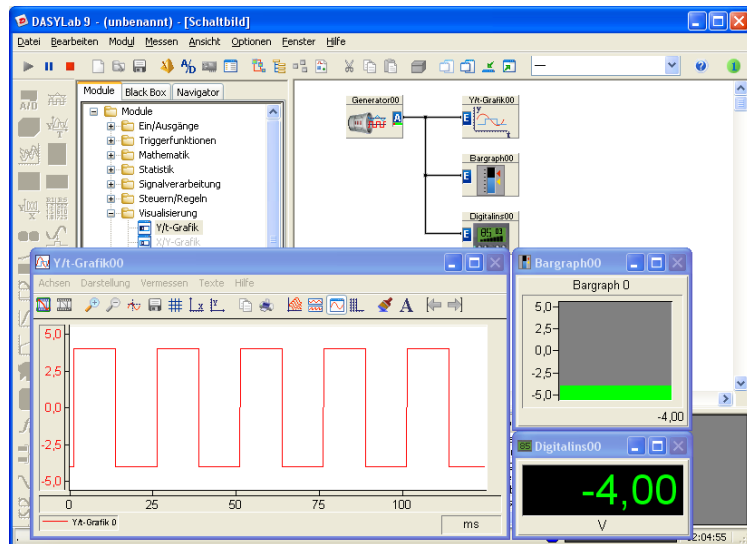 DASYLab 9 - (unbenannt) - [Schaltbild]
Datei Bearbeiten Modul Messen Ansicht Optionen Fenster Hilfe
Module Black Box Navigator
Module
Ein/Ausgänge
Triggerfunktionen
Mathematik
Statistik
Signalverarbeitung
Steuern/Regeln
Visualisierung
Y/t-Grafik
X/Y-Grafik
Generator00
A
Y/t-Grafik00
E
Bargraph00
E
Digitalins00
E
Y/t-Grafik00
Achsen Darstellung Vermessen Texte Hilfe
5,0
2,5
0,0
-2,5
-5,0
0 25 50 75 100
Y/t-Grafik 0
ms
Bargraph00
Bargraph 0
5,0
2,5
0,0
-2,5
-5,0
-4,00
Digitalins00
-4,00
V